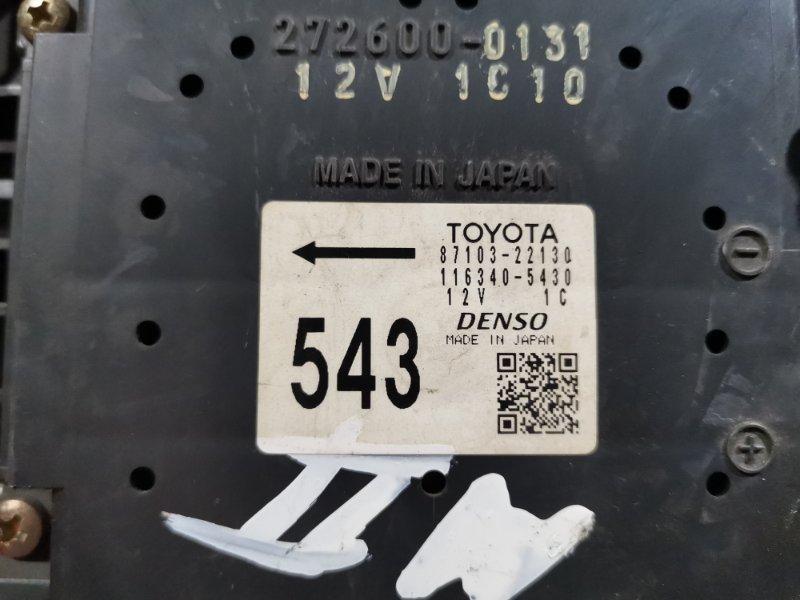 272600-0131
12V 1C10
MADE IN JAPAN
TOYOTA
87103-22130
116340-5430
12V 1C
DENSO
MADE IN JAPAN
543